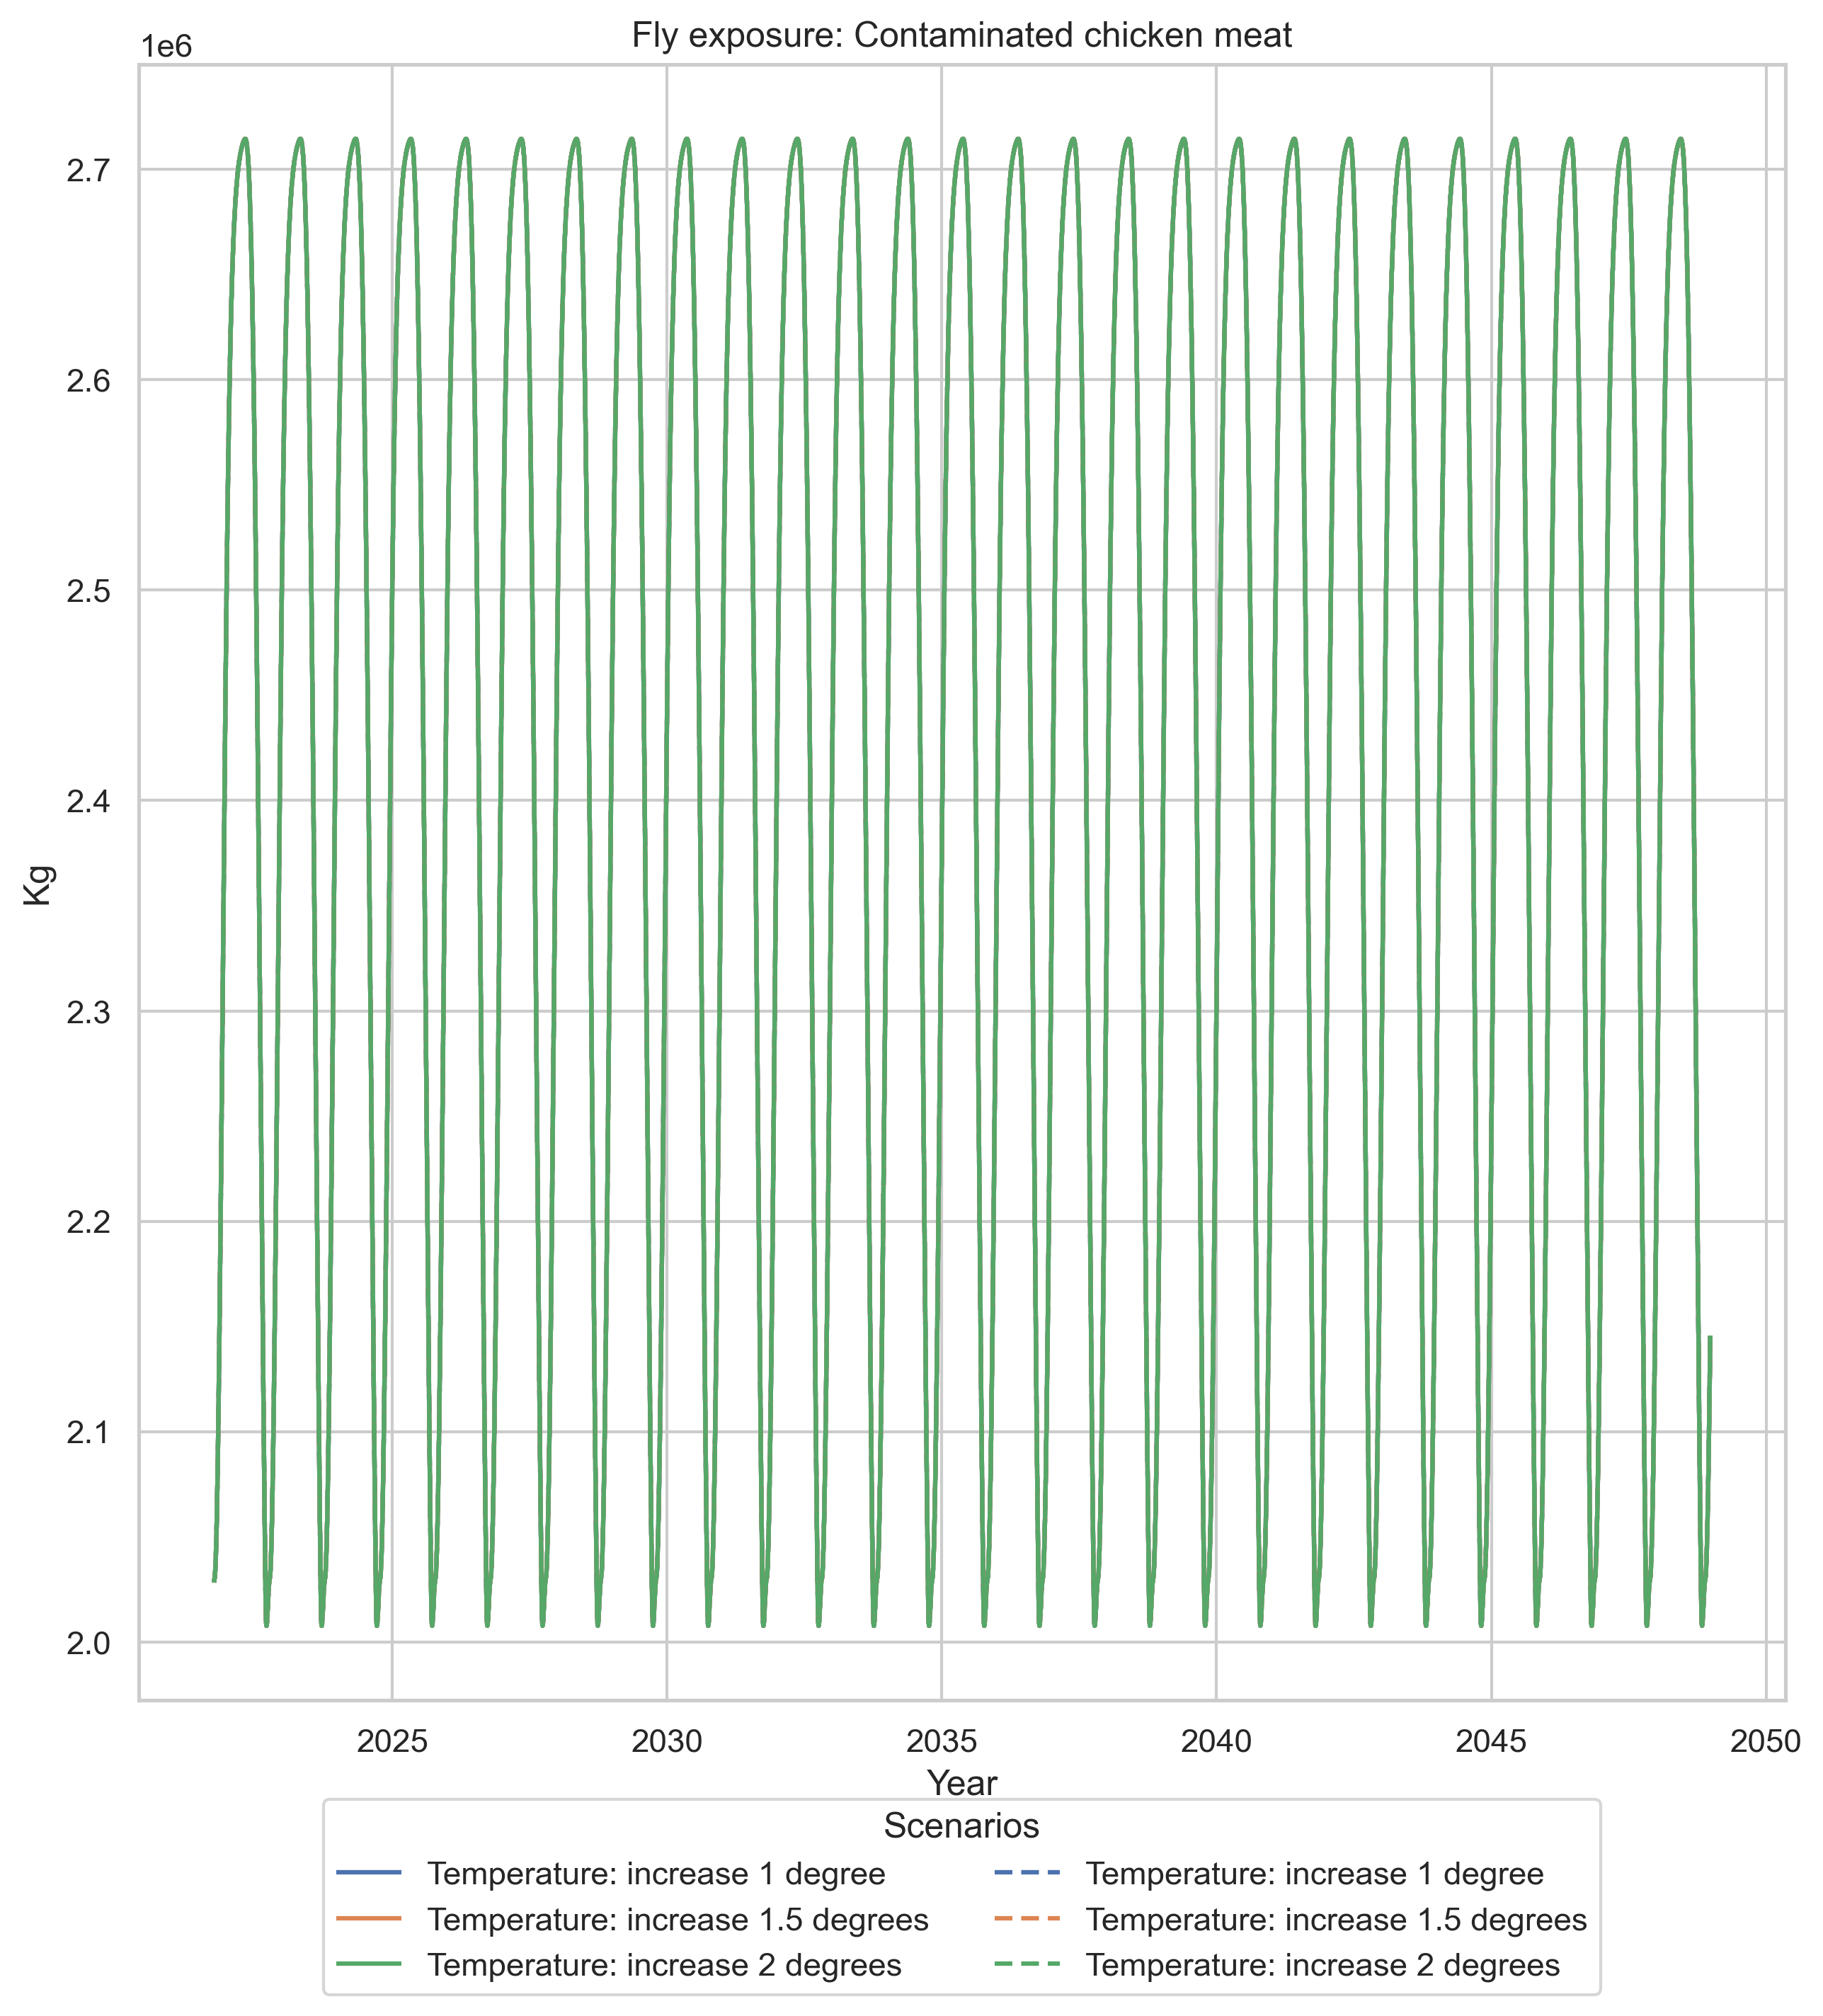 Fly exposure: Contaminated chicken meat
1e6
2.7
2.6
2.5
2.4
2.3
2.2
2.1
2.0
Kg
2025 2030 2035 2040 2045 2050
Year
Scenarios
Temperature: increase 1 degree Temperature: increase 1 degree
Temperature: increase 1.5 degrees Temperature: increase 1.5 degrees
Temperature: increase 2 degrees Temperature: increase 2 degrees